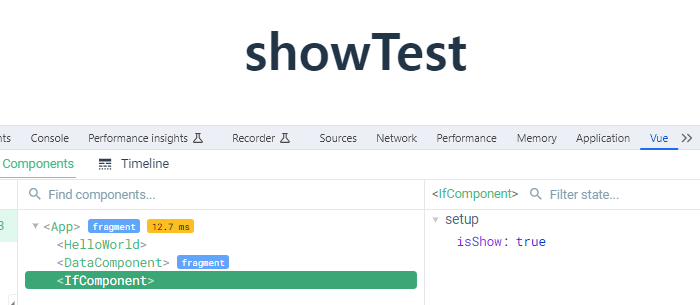 showTest
nts Console Performance insights Recorder Sources Network Performance Memory Application Vue
Components Timeline
Find components... <IfComponent> Filter state...
3 <App> fragment 12.7 ms setup
<HelloWorld> isShow: true
<DataComponent> fragment
<IfComponent>